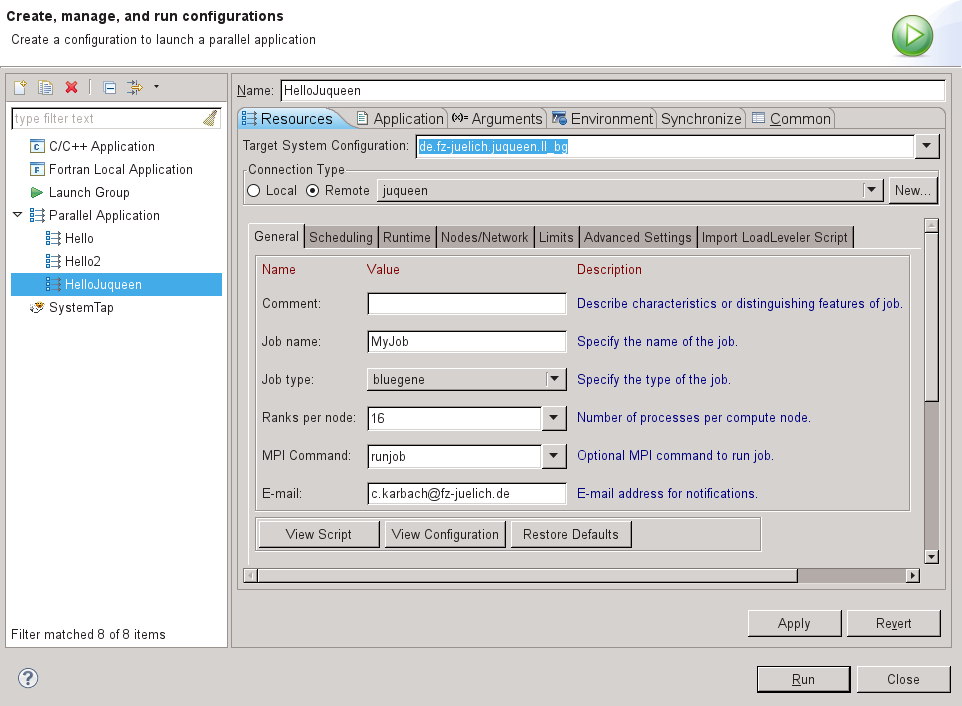 Create, manage, and run configurations
Create a configuration to launch a parallel application
type filter text
C/C++ Application
Fortran Local Application
Launch Group
Parallel Application
Hello
Hello2
HelloJuqueen
SystemTap
Filter matched 8 of 8 items
Name: HelloJuqueen
Resources Application Arguments Environment Synchronize Common
Target System Configuration: de.fz-juelich.juqueen.ll_bg
Connection Type
Local Remote juqueen New...
General Scheduling Runtime Nodes/Network Limits Advanced Settings Import LoadLeveler Script
Name Value Description
Comment: Describe characteristics or distinguishing features of job.
Job name: MyJob Specify the name of the job.
Job type: bluegene Specify the type of the job.
Ranks per node: 16 Number of processes per compute node.
MPI Command: runjob Optional MPI command to run job.
E-mail: c.karbach@fz-juelich.de E-mail address for notifications.
View Script View Configuration Restore Defaults
Apply Revert
Run Close